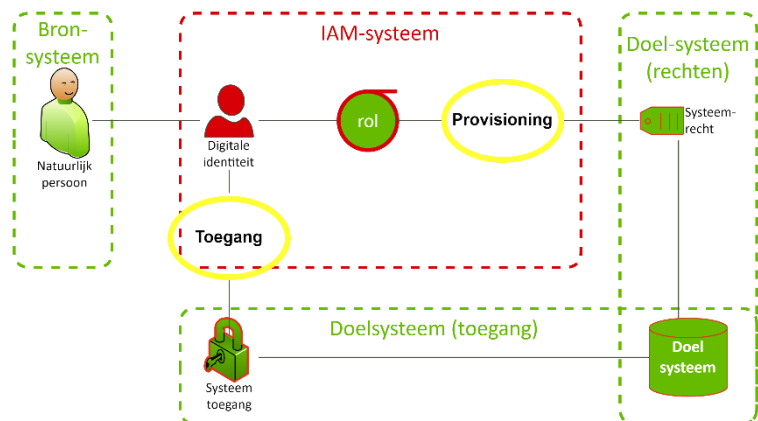 Bron-
systeem
IAM-systeem
Doel-systeem
(rechten)
Natuurlijk
persoon
Digitale
identiteit
rol
Provisioning
Systeem-
recht
Toegang
Doelsysteem (toegang)
Systeem
toegang
Doel
systeem